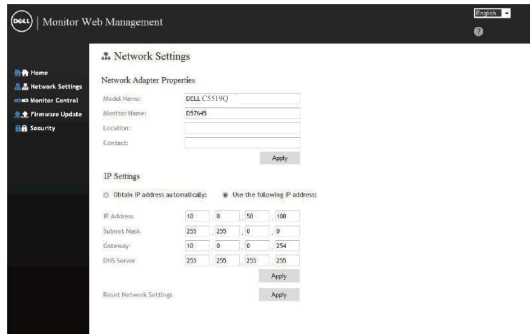 DELL | Monitor Web Management
English
?
Network Settings
Home
Network Settings
Monitor Control
Firmware Update
Security
Network Adapter Properties
Model Name: DELL C5519Q
Monitor Name: D57645
Location:
Contact:
Apply
IP Settings
Obtain IP address automatically: Use the following IP address:
IP Address 10 . 0 . 50 . 100
Subnet Mask 255 . 255 . 0 . 0
Gateway 10 . 0 . 0 . 254
DNS Server 255 . 255 . 255 . 255
Apply
Reset Network Settings Apply